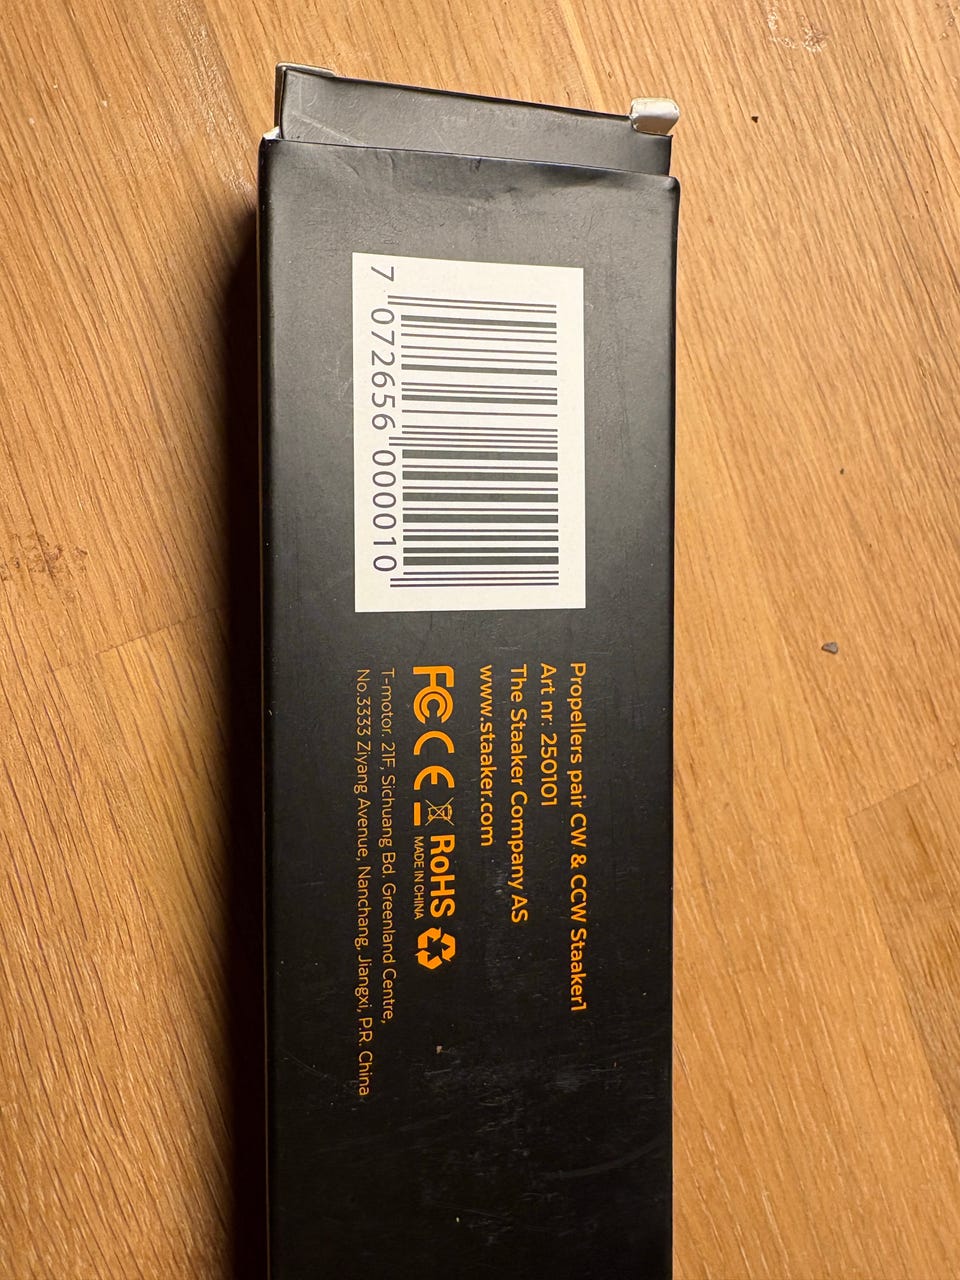 7 072656 000010
Propellers pair CW & CCW Staaker1
Art nr: 250101
The Staaker Company AS
www.staaker.com
FC CE RoHS
MADE IN CHINA
T-motor. 21F, Sichuang Bd. Greenland Centre,
No.3333 Ziyang Avenue, Nanchang, Jiangxi, P.R. China